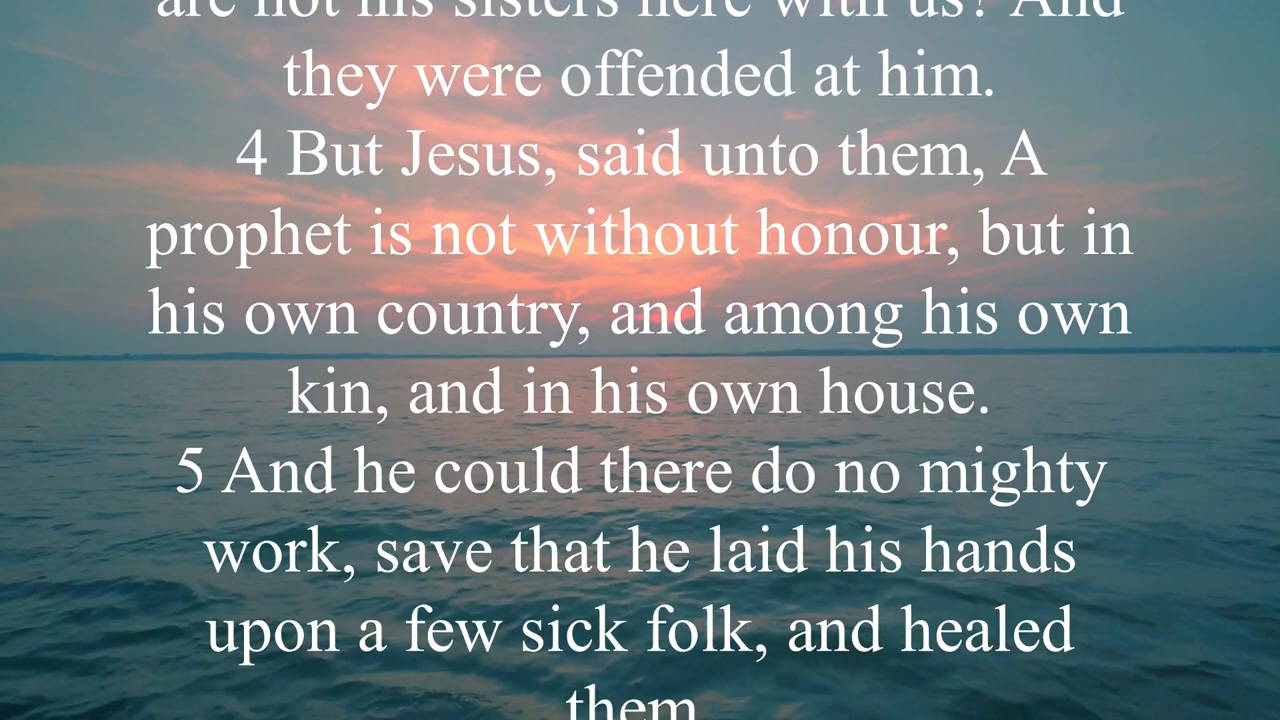 are not his sisters here with us? And
they were offended at him.
4 But Jesus, said unto them, A
prophet is not without honour, but in
his own country, and among his own
kin, and in his own house.
5 And he could there do no mighty
work, save that he laid his hands
upon a few sick folk, and healed
them